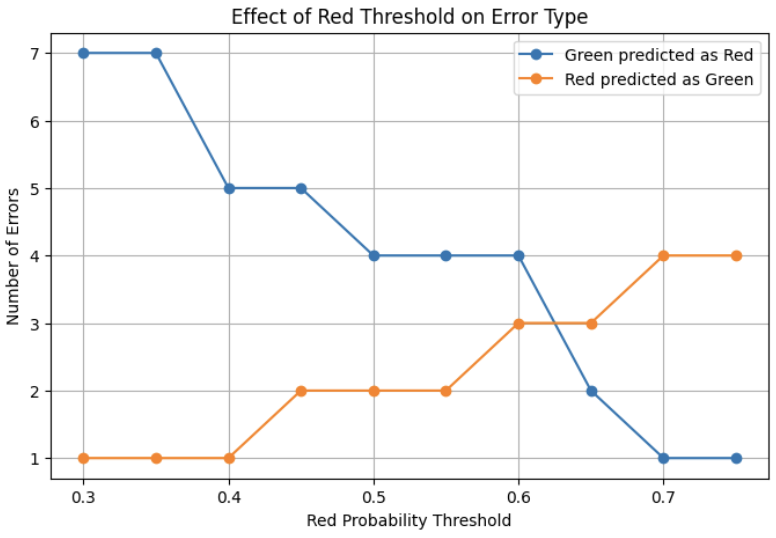 Effect of Red Threshold on Error Type
Green predicted as Red
Red predicted as Green
Number of Errors
7
6
5
4
3
2
1
0.3
0.4
0.5
0.6
0.7
Red Probability Threshold